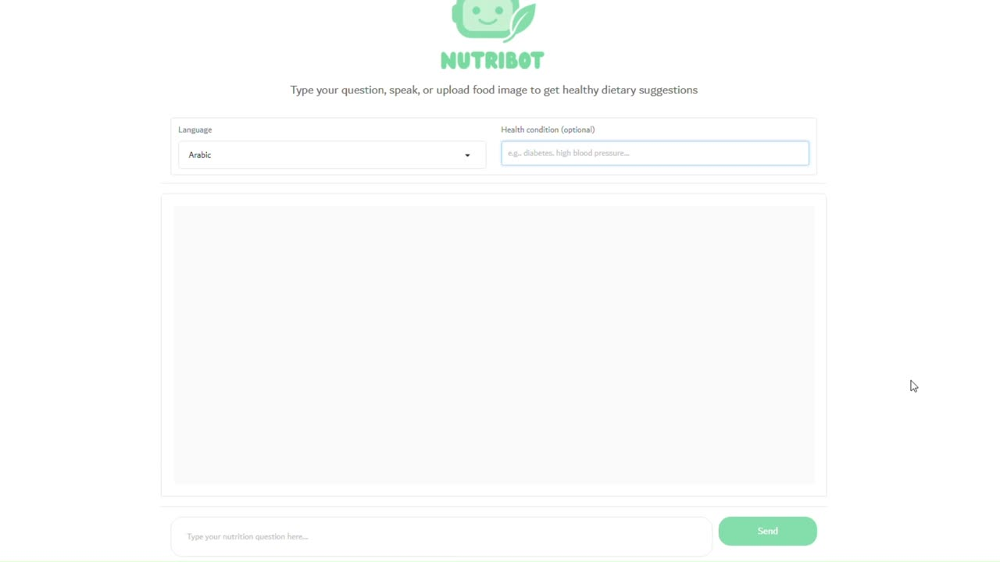 NUTRIBOT
Type your question, speak, or upload food image to get healthy dietary suggestions
Language
Health condition (optional)
Arabic
e.g., diabetes, high blood pressure...
Type your nutrition question here...
Send